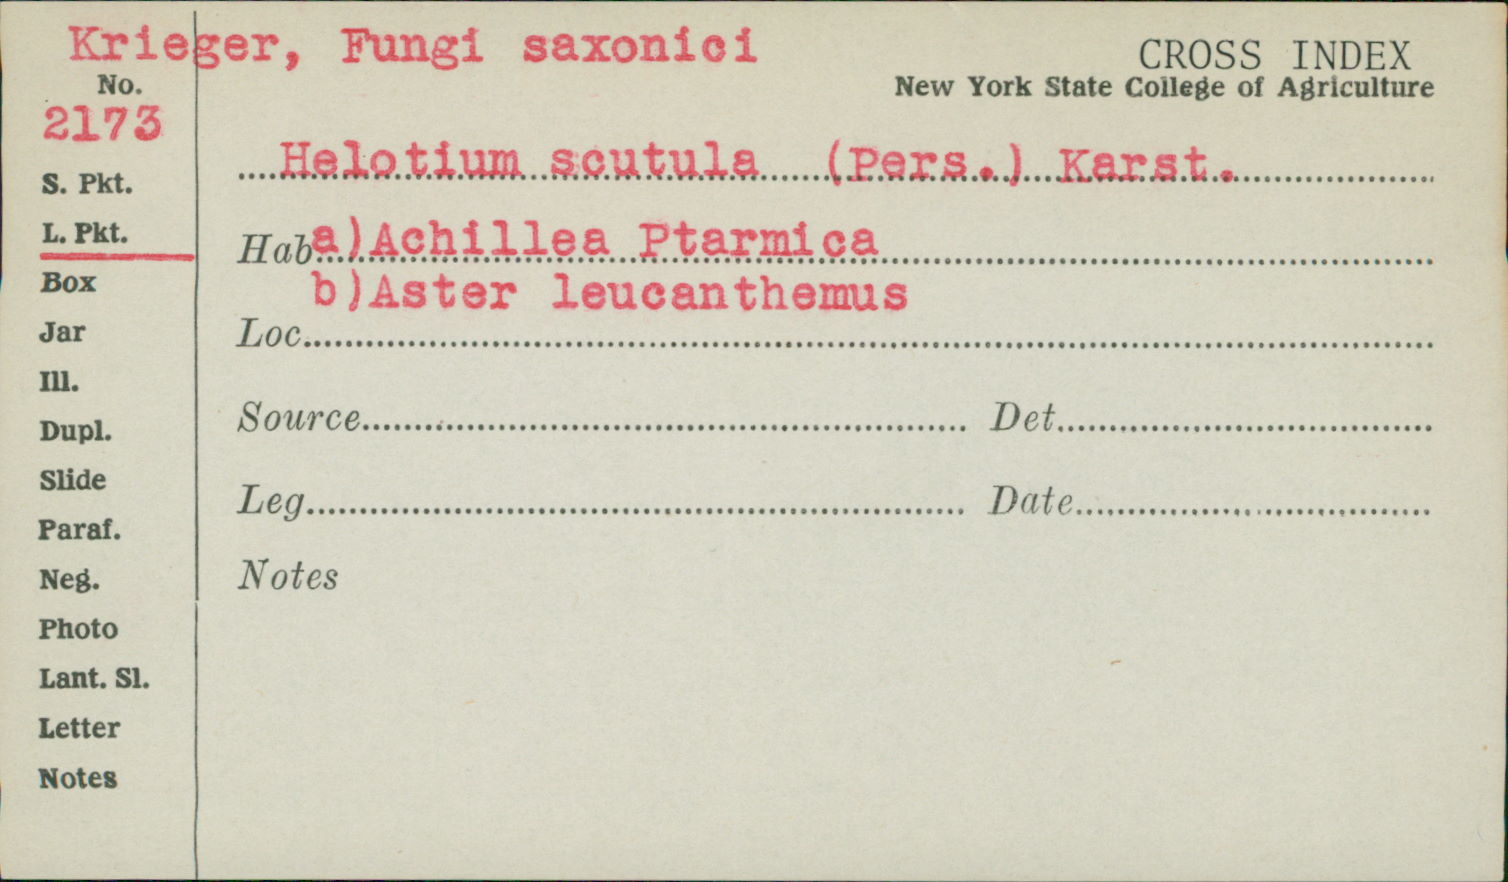 Krieger, Fungi saxonici
CROSS INDEX
New York State College of Agriculture
No.
2173
Helotium scutula (Pers.) Karst.
S. Pkt.
L. Pkt.
Hab a)Achillea Ptarmica
b)Aster leucanthemus
Box
Jar
Loc
Ill.
Dupl.
Source Det
Slide
Leg Date
Paraf.
Neg.
Notes
Photo
Lant. Sl.
Letter
Notes